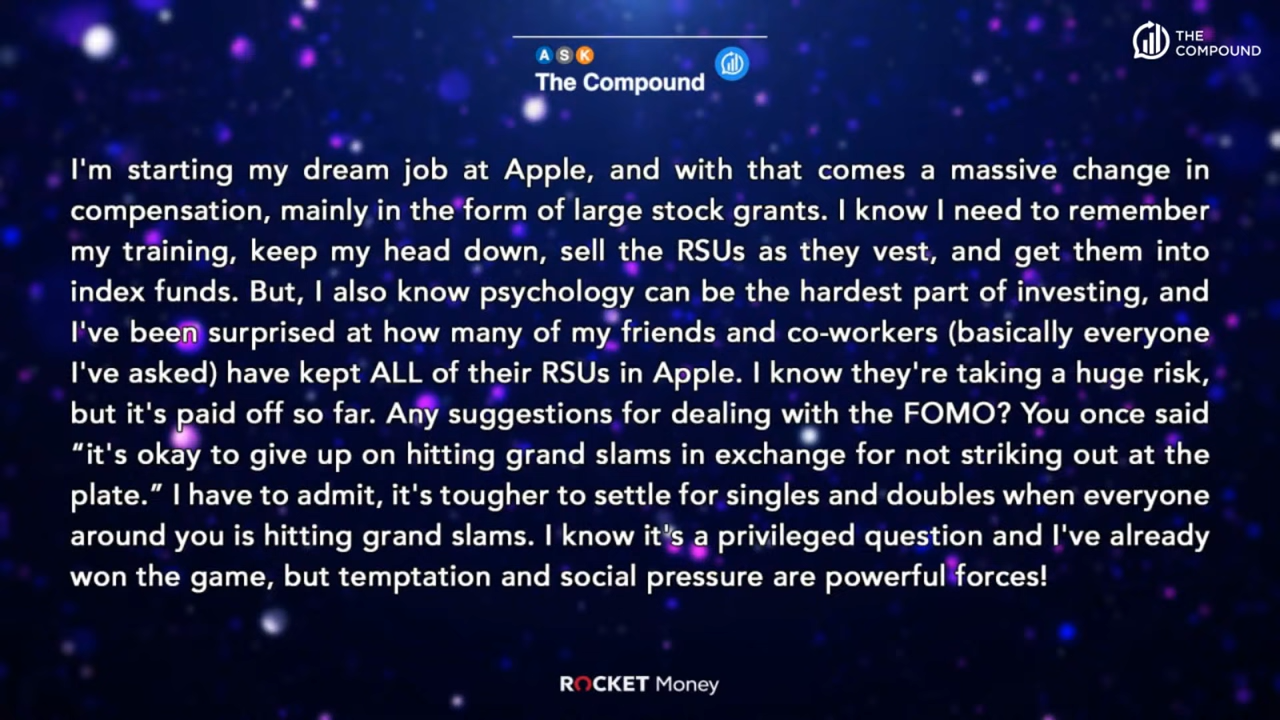 ASK
The Compound
THE
COMPOUND
I'm starting my dream job at Apple, and with that comes a massive change in
compensation, mainly in the form of large stock grants. I know I need to remember
my training, keep my head down, sell the RSUs as they vest, and get them into
index funds. But, I also know psychology can be the hardest part of investing, and
I've been surprised at how many of my friends and co-workers (basically everyone
I've asked) have kept ALL of their RSUs in Apple. I know they're taking a huge risk,
but it's paid off so far. Any suggestions for dealing with the FOMO? You once said
“it's okay to give up on hitting grand slams in exchange for not striking out at the
plate.” I have to admit, it's tougher to settle for singles and doubles when everyone
around you is hitting grand slams. I know it's a privileged question and I've already
won the game, but temptation and social pressure are powerful forces!
ROCKET Money